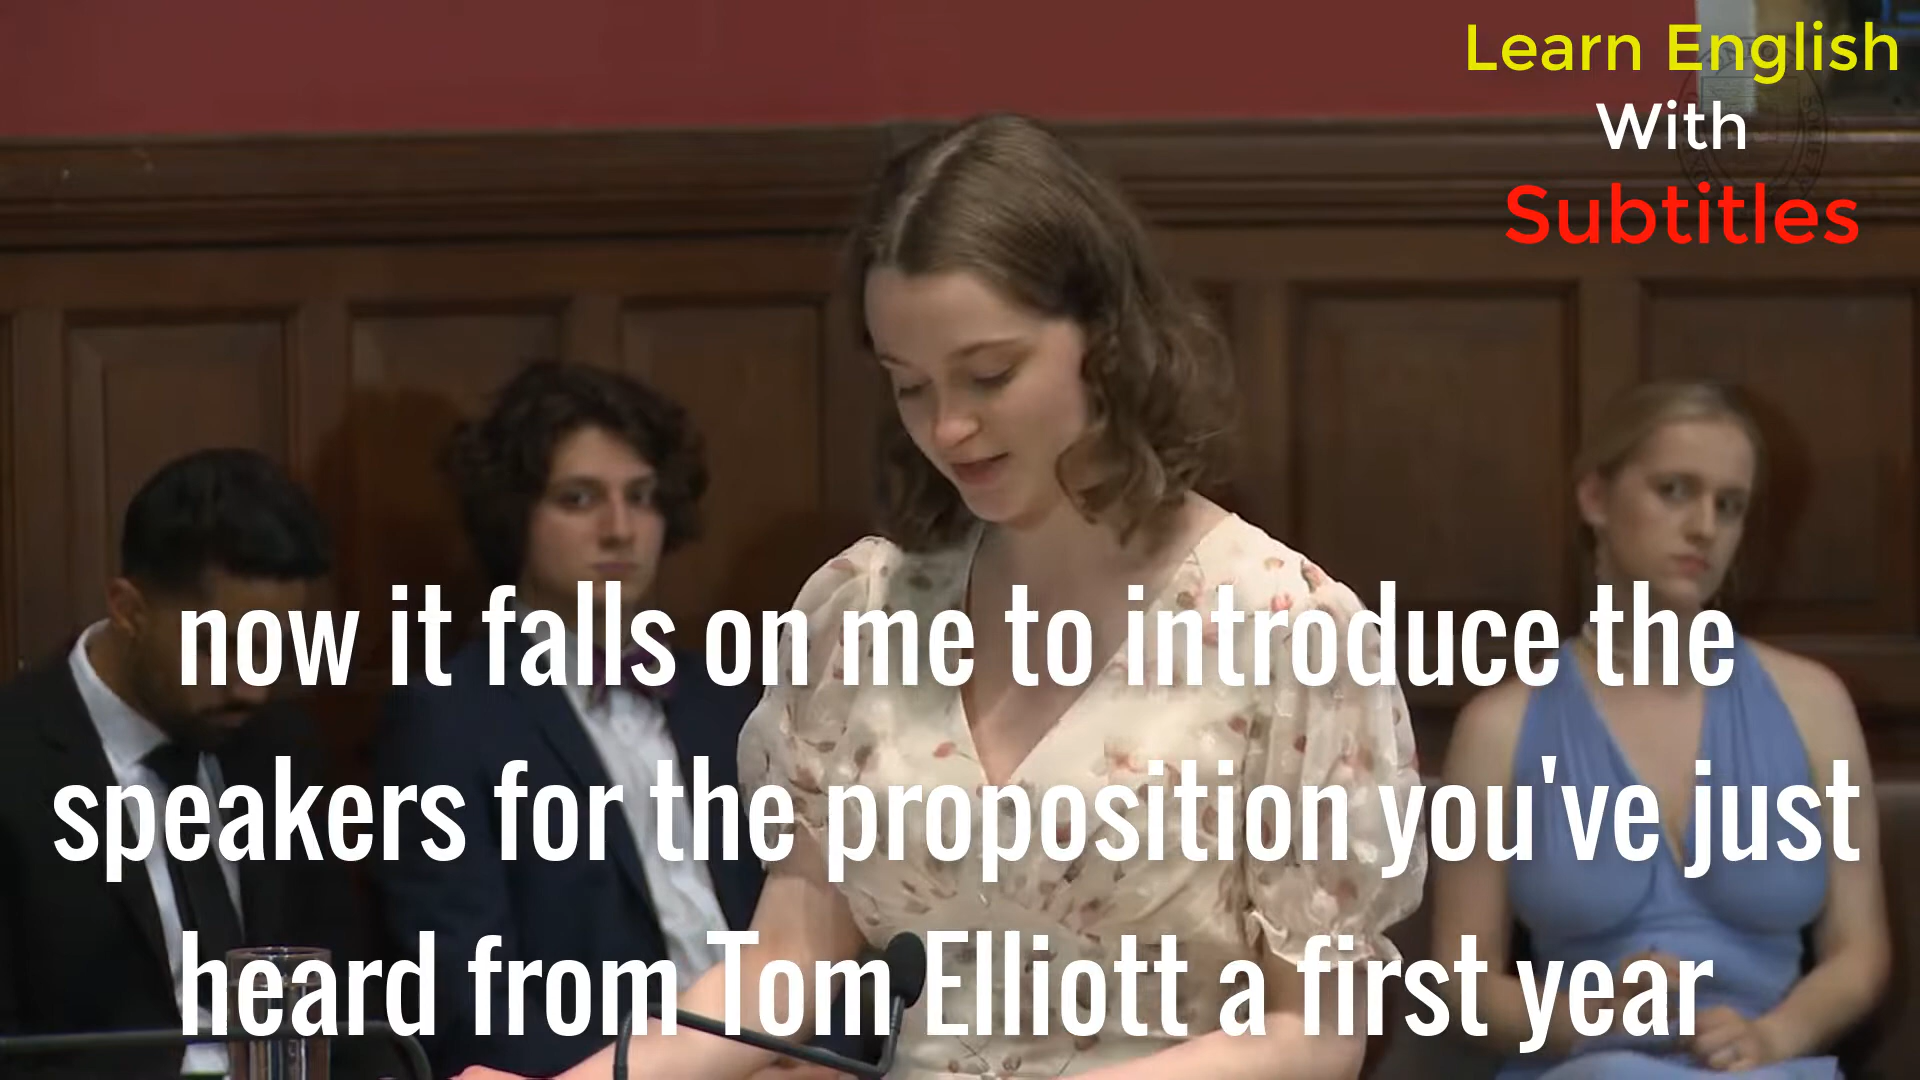 Learn English
With
Subtitles
now it falls on me to introduce the
speakers for the proposition you've just
heard from Tom Elliott a first year